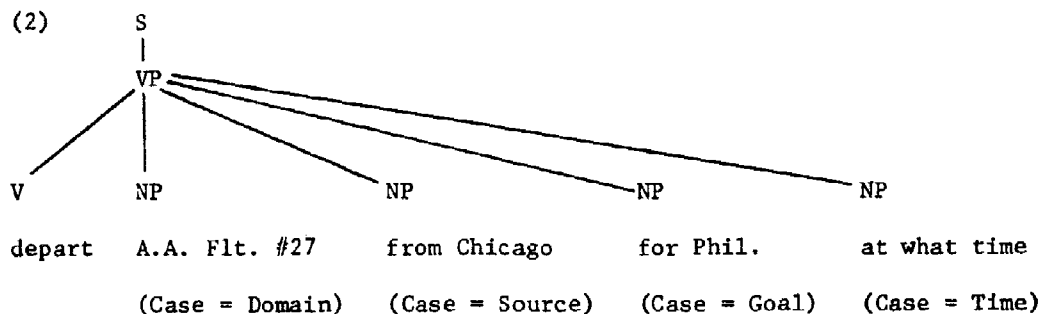 (2) S
VP
V NP NP NP NP
depart A.A. Flt. #27 from Chicago for Phil. at what time
(Case = Domain) (Case = Source) (Case = Goal) (Case = Time)